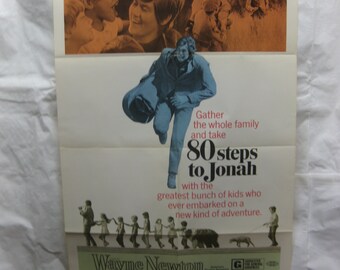 Gather
the whole family
and take
80 steps
to Jonah
with the
greatest bunch of kids who
ever embarked on a
new kind of adventure.
Wayne Newton
G